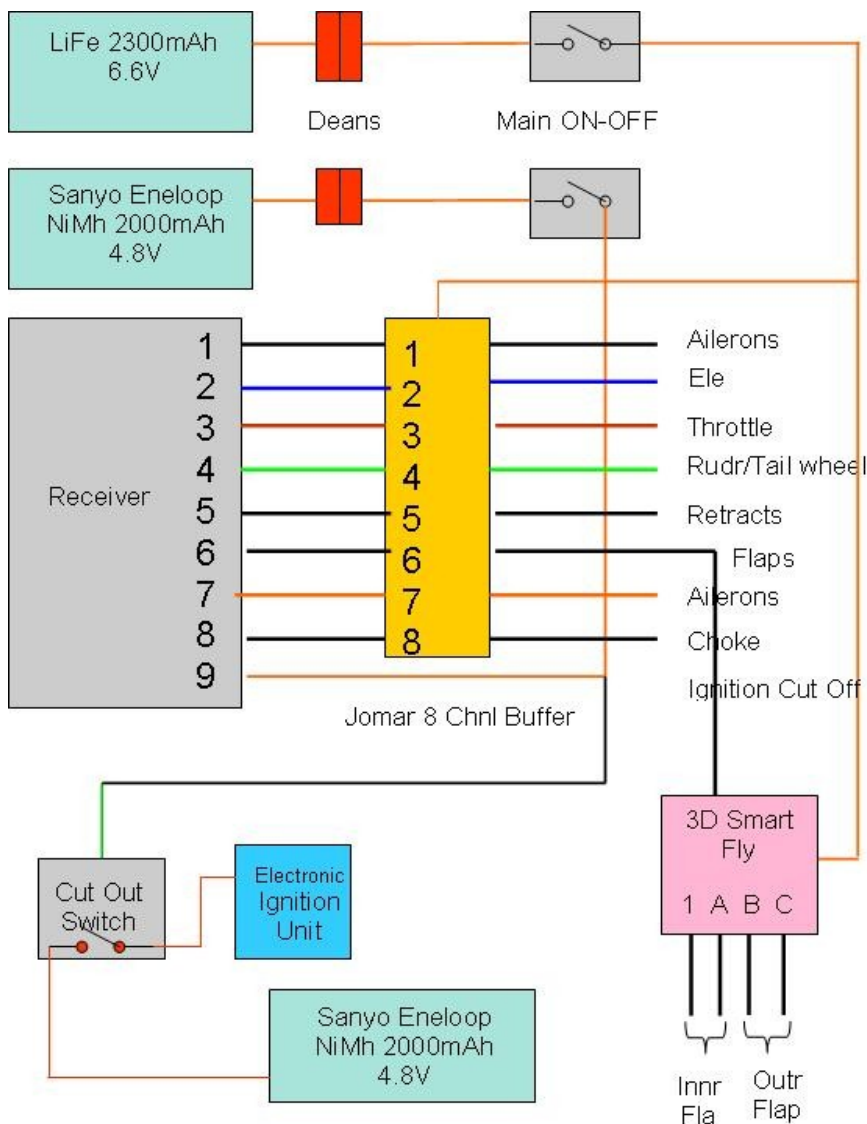 LiFe 2300mAh
6.6V
Deans
Main ON-OFF
Sanyo Eneloop
NiMh 2000mAh
4.8V
Receiver
1
2
3
4
5
6
7
8
9
1
2
3
4
5
6
7
8
Ailerons
Ele
Throttle
Rudr/Tail wheel
Retracts
Flaps
Ailerons
Choke
Ignition Cut Off
Jomar 8 Chnl Buffer
3D Smart
Fly
1 A B C
Cut Out
Switch
Electronic
Ignition
Unit
Sanyo Eneloop
NiMh 2000mAh
4.8V
Innr
Fla
Outr
Flap